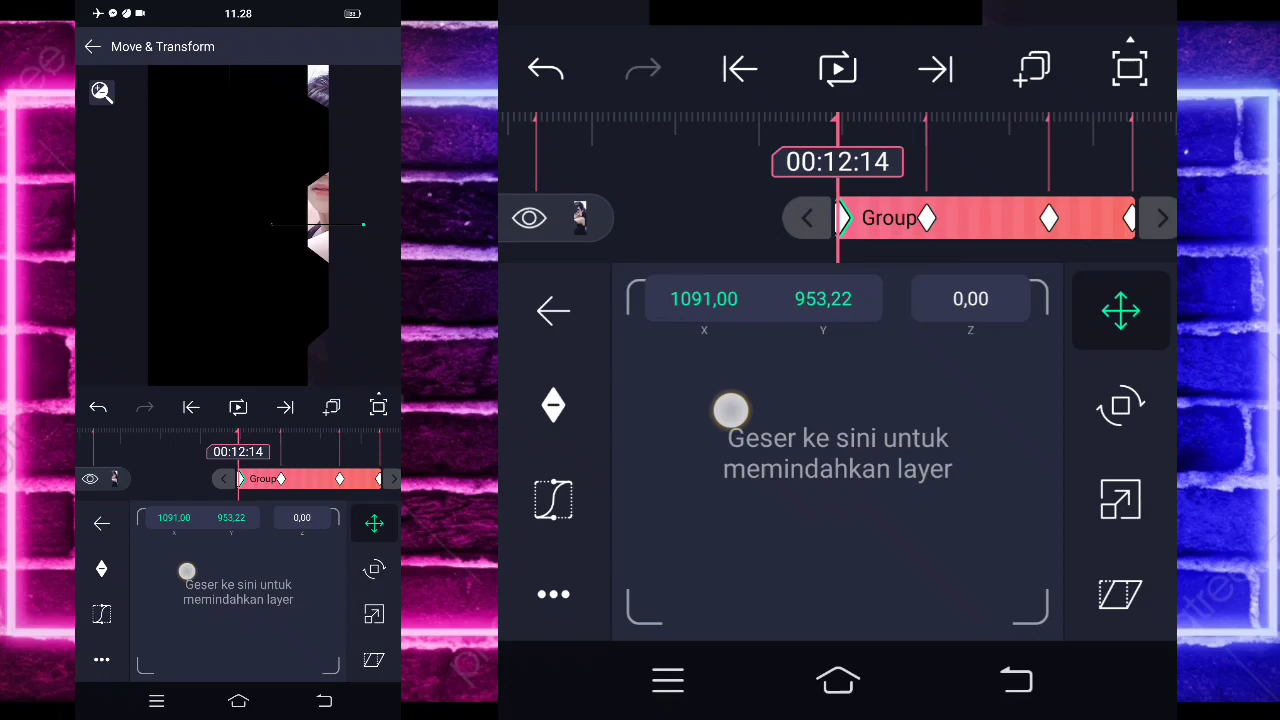 11.28
Move & Transform
00:12:14
Group
1091,00 953,22 0,00
X Y Z
Geser ke sini untuk
memindahkan layer
00:12:14
Group
1091,00 953,22 0,00
X Y Z
Geser ke sini untuk
memindahkan layer